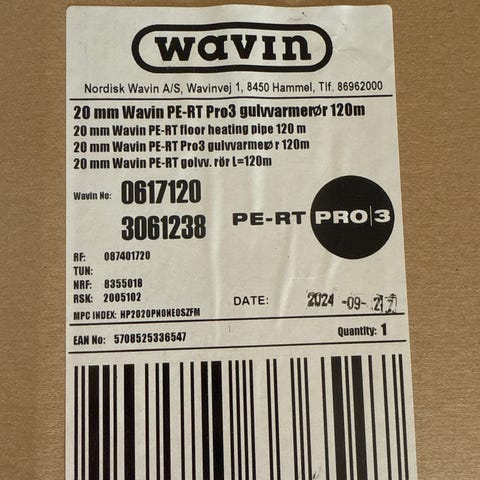 wavin
Nordisk Wavin A/S, Wavinvej 1, 8450 Hammel, Tlf. 86962000
20 mm Wavin PE-RT Pro3 gulvvarmerør 120m
20 mm Wavin PE-RT floor heating pipe 120 m
20 mm Wavin PE-RT Pro3 gulvvarmerø r 120m
20 mm Wavin PE-RT golvv. rör L=120m
Wavin No: 0617120
3061238
PE-RT PRO|3
RF: 087401720
TUN:
NRF: 8355018
RSK: 2005102
DATE: 2024 -09-
MPC INDEX: HP2020PNONEOSZFM
EAN No: 5708525336547
Quantity: 1